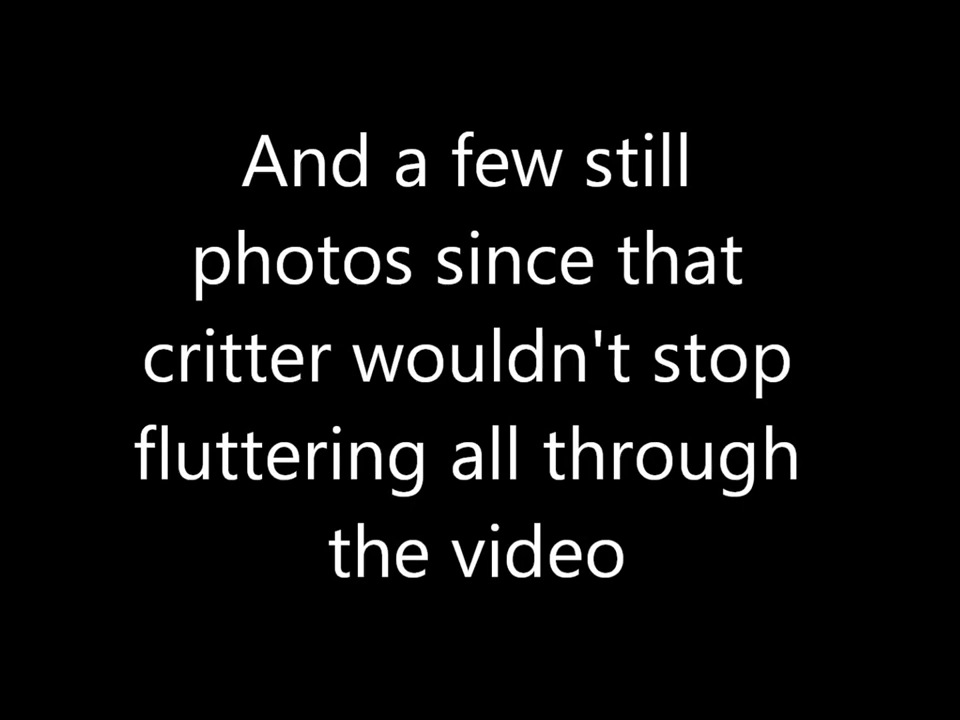 And a few still
photos since that
critter wouldn't stop
fluttering all through
the video